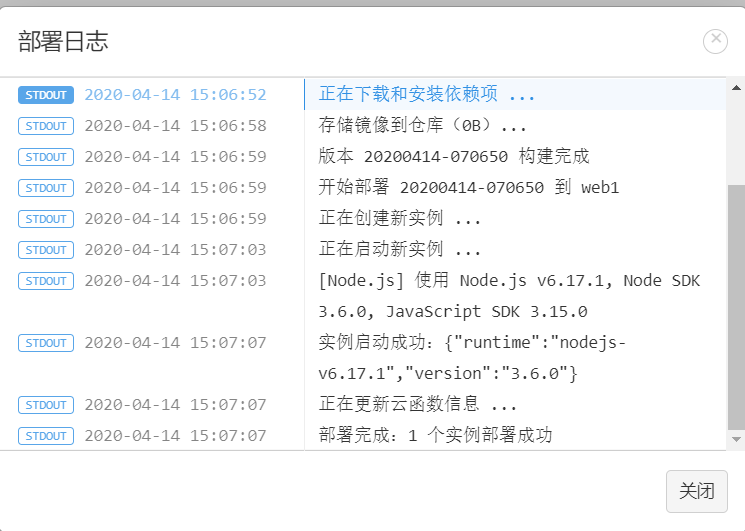 部署日志
STDOUT 2020-04-14 15:06:52 正在下载和安装依赖项 ...
STDOUT 2020-04-14 15:06:58 存储镜像到仓库（0B）...
STDOUT 2020-04-14 15:06:59 版本 20200414-070650 构建完成
STDOUT 2020-04-14 15:06:59 开始部署 20200414-070650 到 web1
STDOUT 2020-04-14 15:06:59 正在创建新实例 ...
STDOUT 2020-04-14 15:07:03 正在启动新实例 ...
STDOUT 2020-04-14 15:07:03 [Node.js] 使用 Node.js v6.17.1, Node SDK
3.6.0, JavaScript SDK 3.15.0
STDOUT 2020-04-14 15:07:07 实例启动成功：{"runtime":"nodejs-
v6.17.1","version":"3.6.0"}
STDOUT 2020-04-14 15:07:07 正在更新云函数信息 ...
STDOUT 2020-04-14 15:07:07 部署完成：1 个实例部署成功
关闭